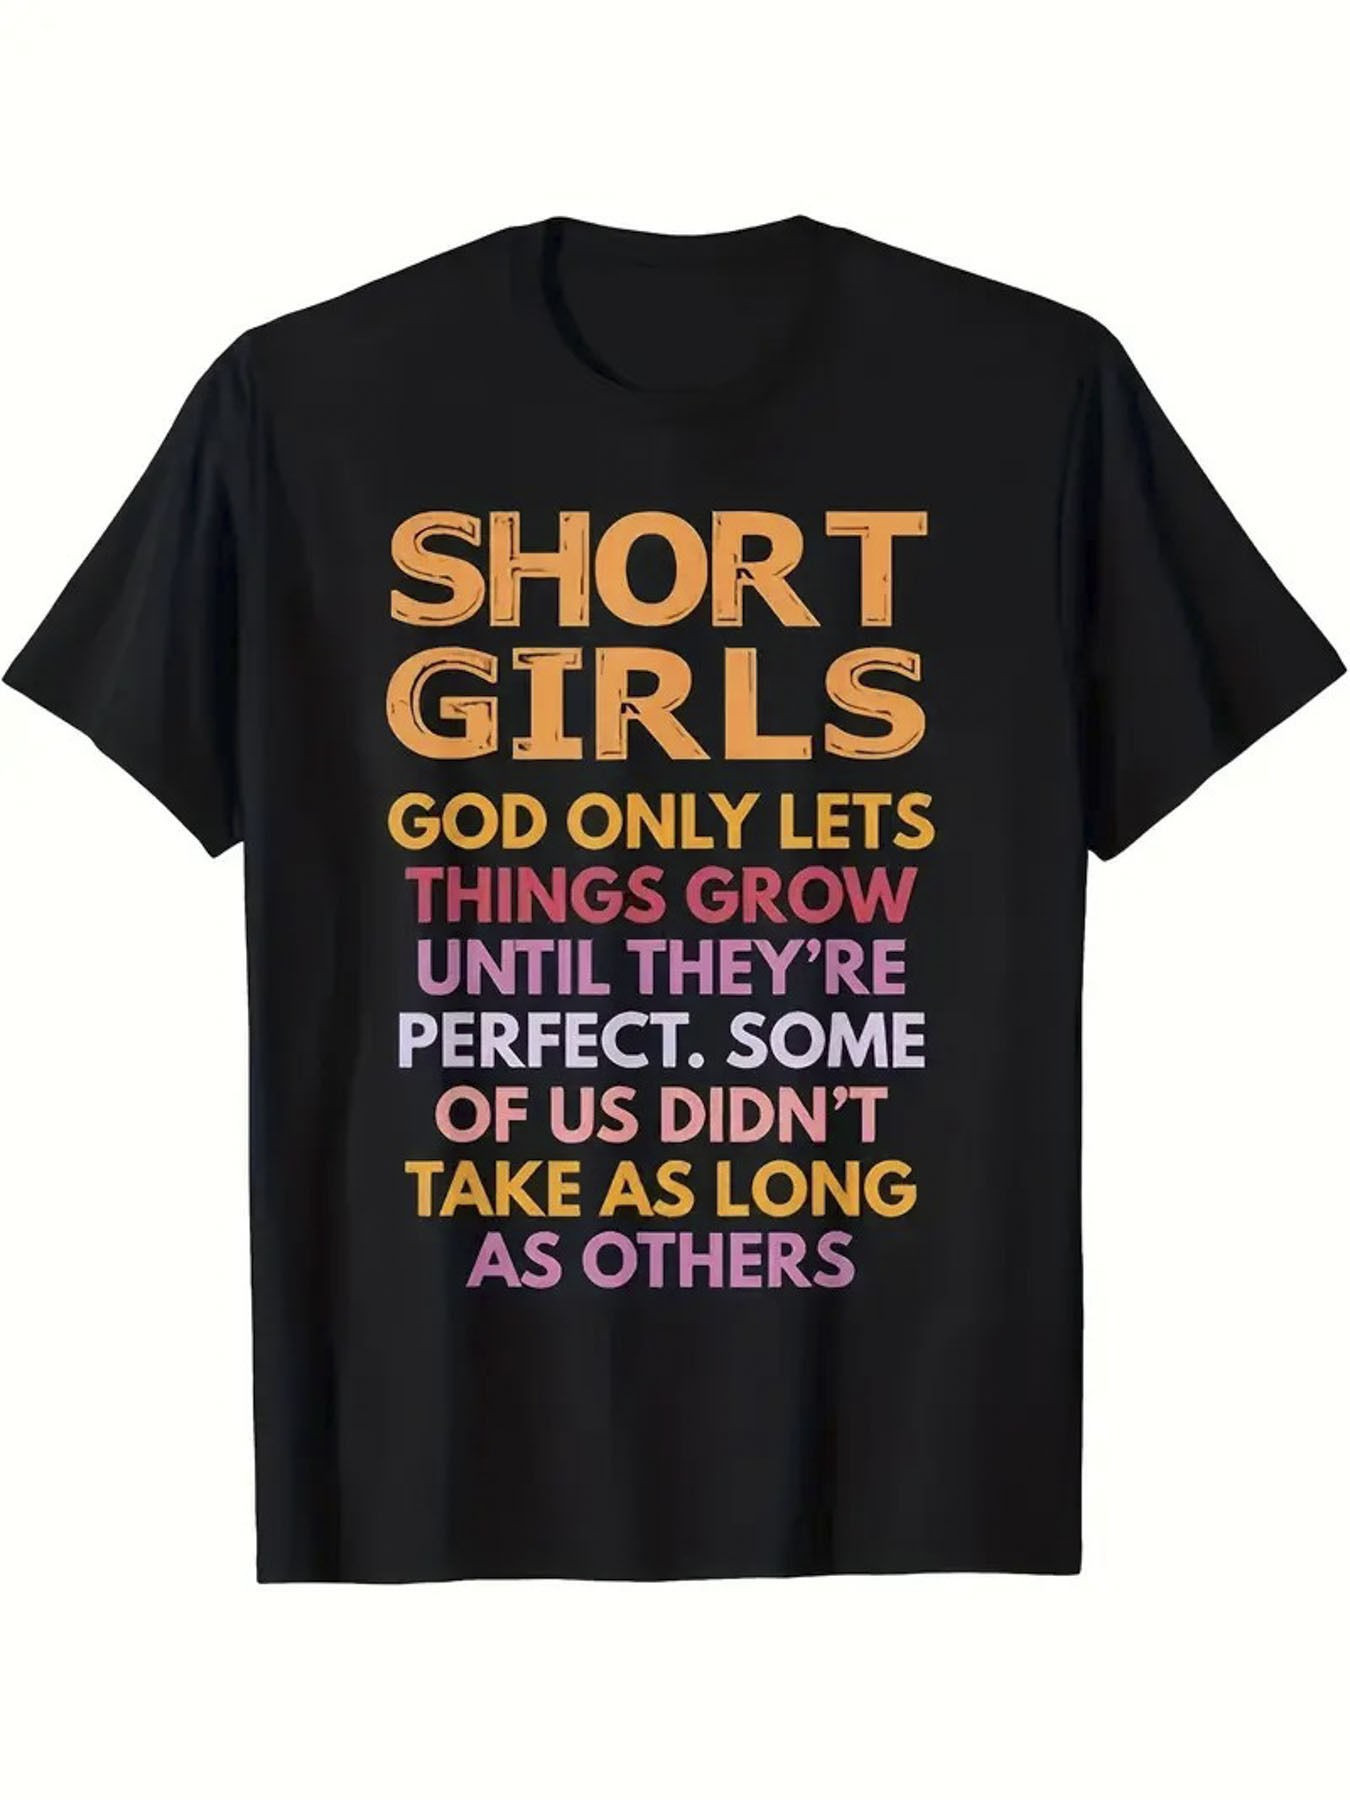 SHORT
GIRLS
GOD ONLY LETS
THINGS GROW
UNTIL THEY'RE
PERFECT. SOME
OF US DIDN'T
TAKE AS LONG
AS OTHERS